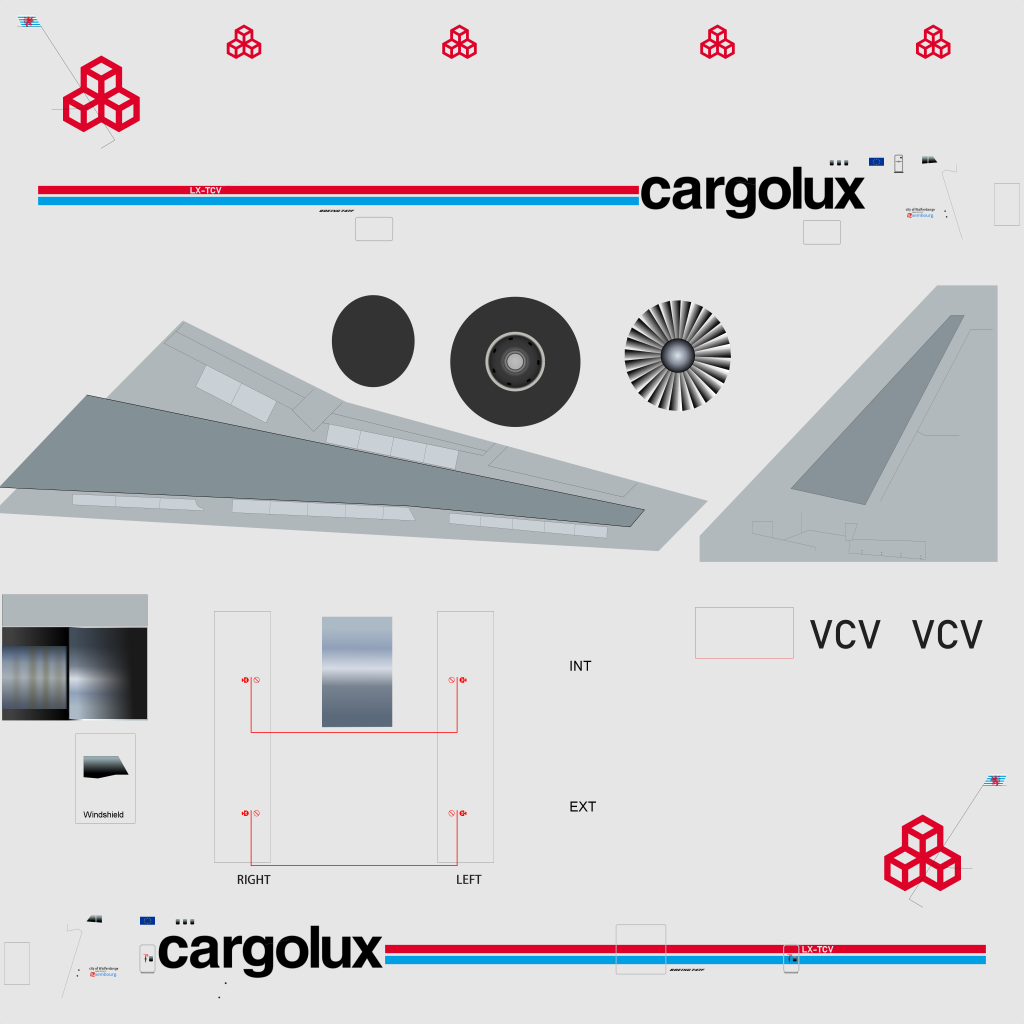 cargolux
LX-TCV
BOEING 747F
VCV VCV
INT
Windshield
EXT
RIGHT LEFT
cargolux
LX-TCV
BOEING 747F